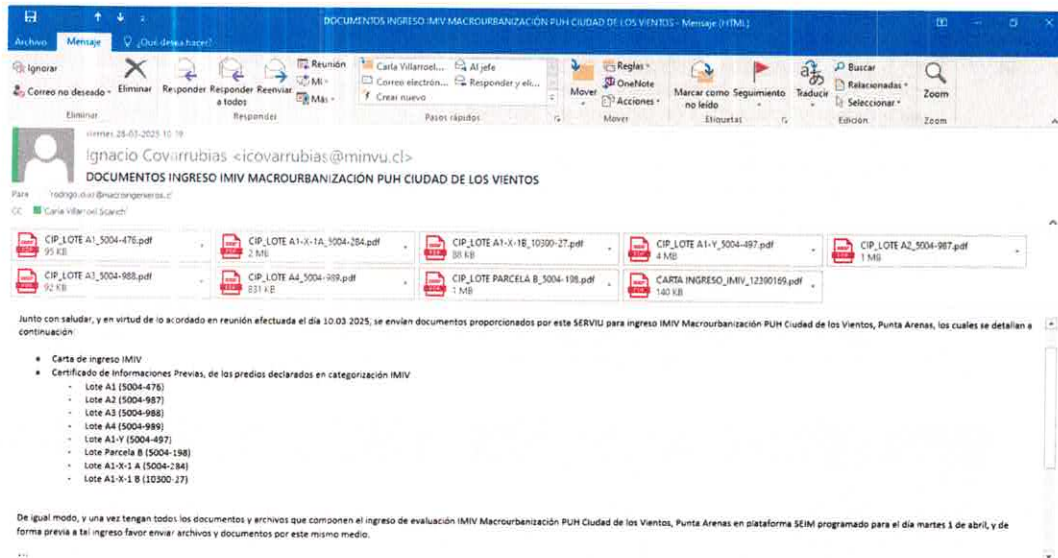 DOCUMENTOS INGRESO IMIV MACROURBANIZACIÓN PUH CIUDAD DE LOS VIENTOS - Mensaje (HTML)
Archivo Mensaje ¿Qué desea hacer?
Ignorar
Correo no deseado
Eliminar
Responder
Responder a todos
Reenviar
Reunión
MI
Más
Carla Villarroel...
Correo electrón...
Crear nuevo
Al jefe
Responder y eli...
Mover
Reglas
OneNote
Acciones
Marcar como no leído
Seguimiento
Traducir
Buscar
Relacionadas
Seleccionar
Zoom
Eliminar Responder Pasos rápidos Mover Etiquetas Edición Zoom
viernes 28-03-2025
Ignacio Covarrubias <icovarrubias@minvu.cl>
DOCUMENTOS INGRESO IMIV MACROURBANIZACIÓN PUH CIUDAD DE LOS VIENTOS
Para
CC
CIP_LOTE A1_5004-476.pdf
95 KB
CIP_LOTE A1-X-1A_5004-284.pdf
2 MB
CIP_LOTE A1-X-1B_10300-27.pdf
88 KB
CIP_LOTE A1-Y_5004-497.pdf
4 MB
CIP_LOTE A2_5004-987.pdf
1 MB
CIP_LOTE A3_5004-988.pdf
92 KB
CIP_LOTE A4_5004-989.pdf
831 KB
CIP_LOTE PARCELA B_5004-198.pdf
1 MB
CARTA INGRESO_IMIV_12390169.pdf
140 KB
Junto con saludar, y en virtud de lo acordado en reunión efectuada el día 10.03 2025, se envían documentos proporcionados por este SERVIU para ingreso IMIV Macrourbanización PUH Ciudad de los Vientos, Punta Arenas, los cuales se detallan a
continuación:
• Carta de ingreso IMIV
• Certificado de Informaciones Previas, de los predios declarados en categorización IMIV
- Lote A1 (5004-476)
- Lote A2 (5004-987)
- Lote A3 (5004-988)
- Lote A4 (5004-989)
- Lote A1-Y (5004-497)
- Lote Parcela B (5004-198)
- Lote A1-X-1 A (5004-284)
- Lote A1-X-1 B (10300-27)
De igual modo, y una vez tengan todos los documentos y archivos que componen el ingreso de evaluación IMIV Macrourbanización PUH Ciudad de los Vientos, Punta Arenas en plataforma SEIM programado para el día martes 1 de abril, y de
forma previa a tal ingreso favor enviar archivos y documentos por este mismo medio.